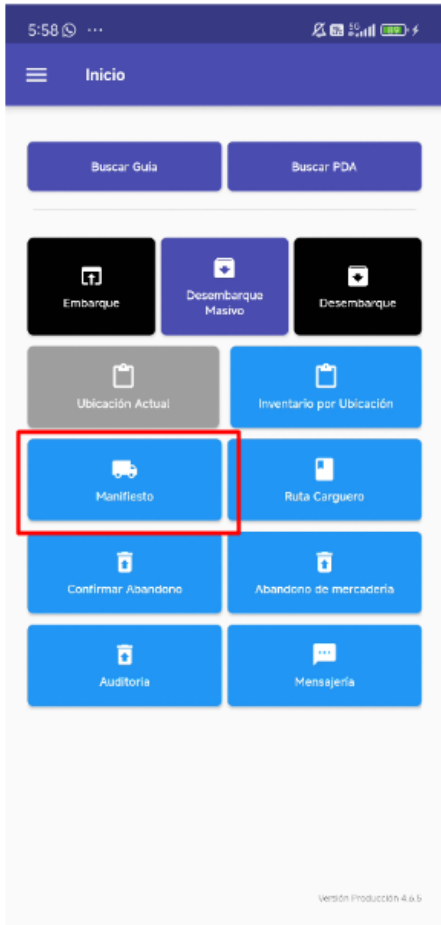 5:58
Inicio
Buscar Guía
Buscar PDA
Embarque
Desembarque
Masivo
Desembarque
Ubicación Actual
Inventario por Ubicación
Manifiesto
Ruta Carguero
Confirmar Abandono
Abandono de mercadería
Auditoria
Mensajería
Versión Producción 4.6.5